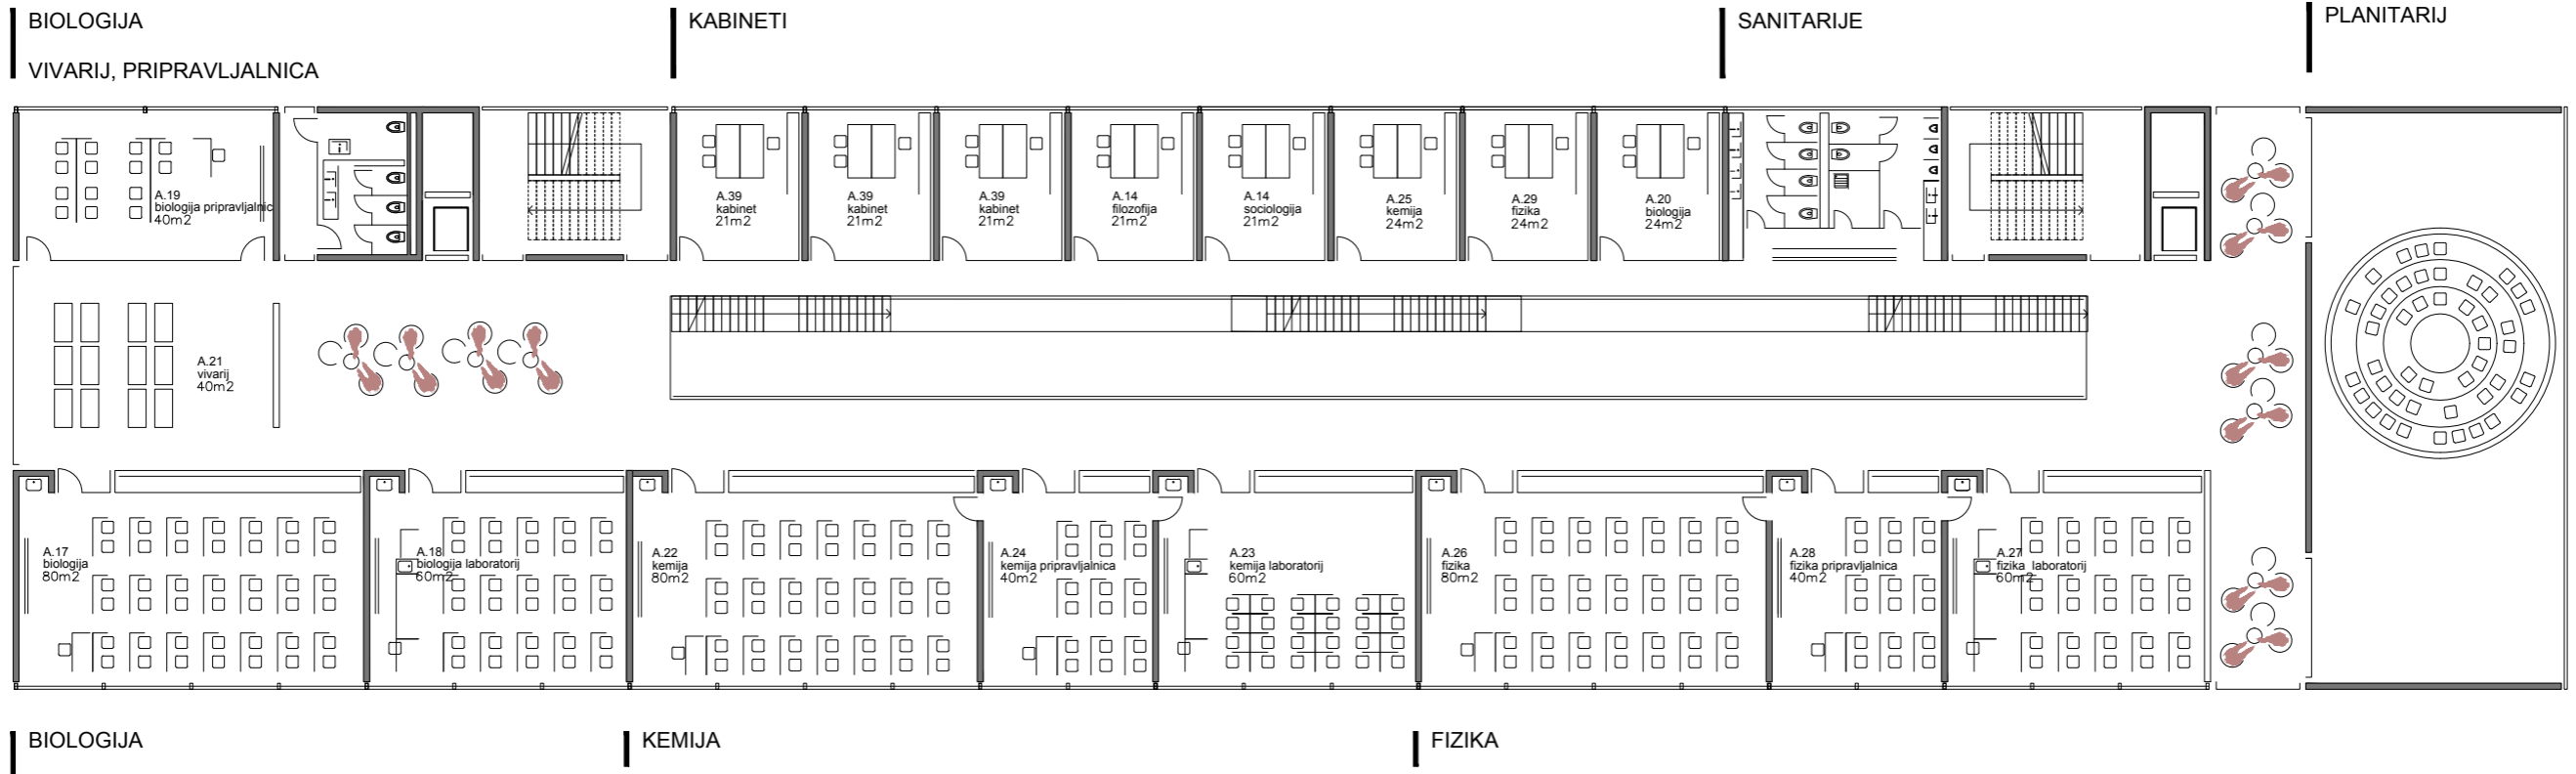 BIOLOGIJA
VIVARIJ, PRIPRAVLJALNICA
KABINETI
SANITARIJE
PLANITARIJ
A.19
biologija pripravljalnic
40m2
A.39
kabinet
21m2
A.39
kabinet
21m2
A.39
kabinet
21m2
A.14
filozofija
21m2
A.14
sociologija
21m2
A.25
kemija
24m2
A.29
fizika
24m2
A.20
biologija
24m2
A.21
vivarij
40m2
A.17
biologija
80m2
A.18
biologija laboratorij
60m2
A.22
kemija
80m2
A.24
kemija pripravljalnica
40m2
A.23
kemija laboratorij
60m2
A.26
fizika
80m2
A.28
fizika pripravljalnica
40m2
A.27
fizika laboratorij
60m2
BIOLOGIJA
KEMIJA
FIZIKA